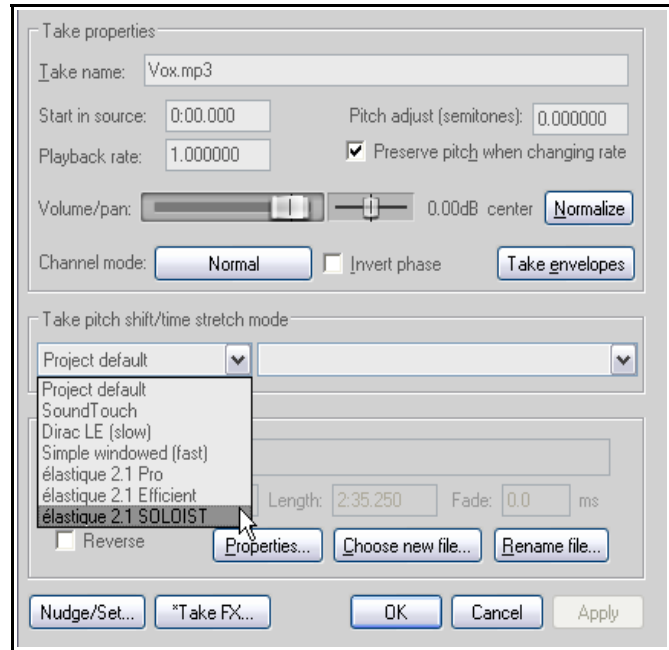 Take properties
Take name: Vox.mp3
Start in source: 0:00.000 Pitch adjust (semitones): 0.000000
Playback rate: 1.000000 Preserve pitch when changing rate
Volume/pan: 0.00dB center Normalize
Channel mode: Normal Invert phase Take envelopes
Take pitch shift/time stretch mode
Project default
Project default
SoundTouch
Dirac LE (slow)
Simple windowed (fast)
élastique 2.1 Pro
élastique 2.1 Efficient
élastique 2.1 SOLOIST
Length: 2:35.250 Fade: 0.0 ms
Reverse Properties... Choose new file... Rename file...
Nudge/Set... *Take FX... OK Cancel Apply